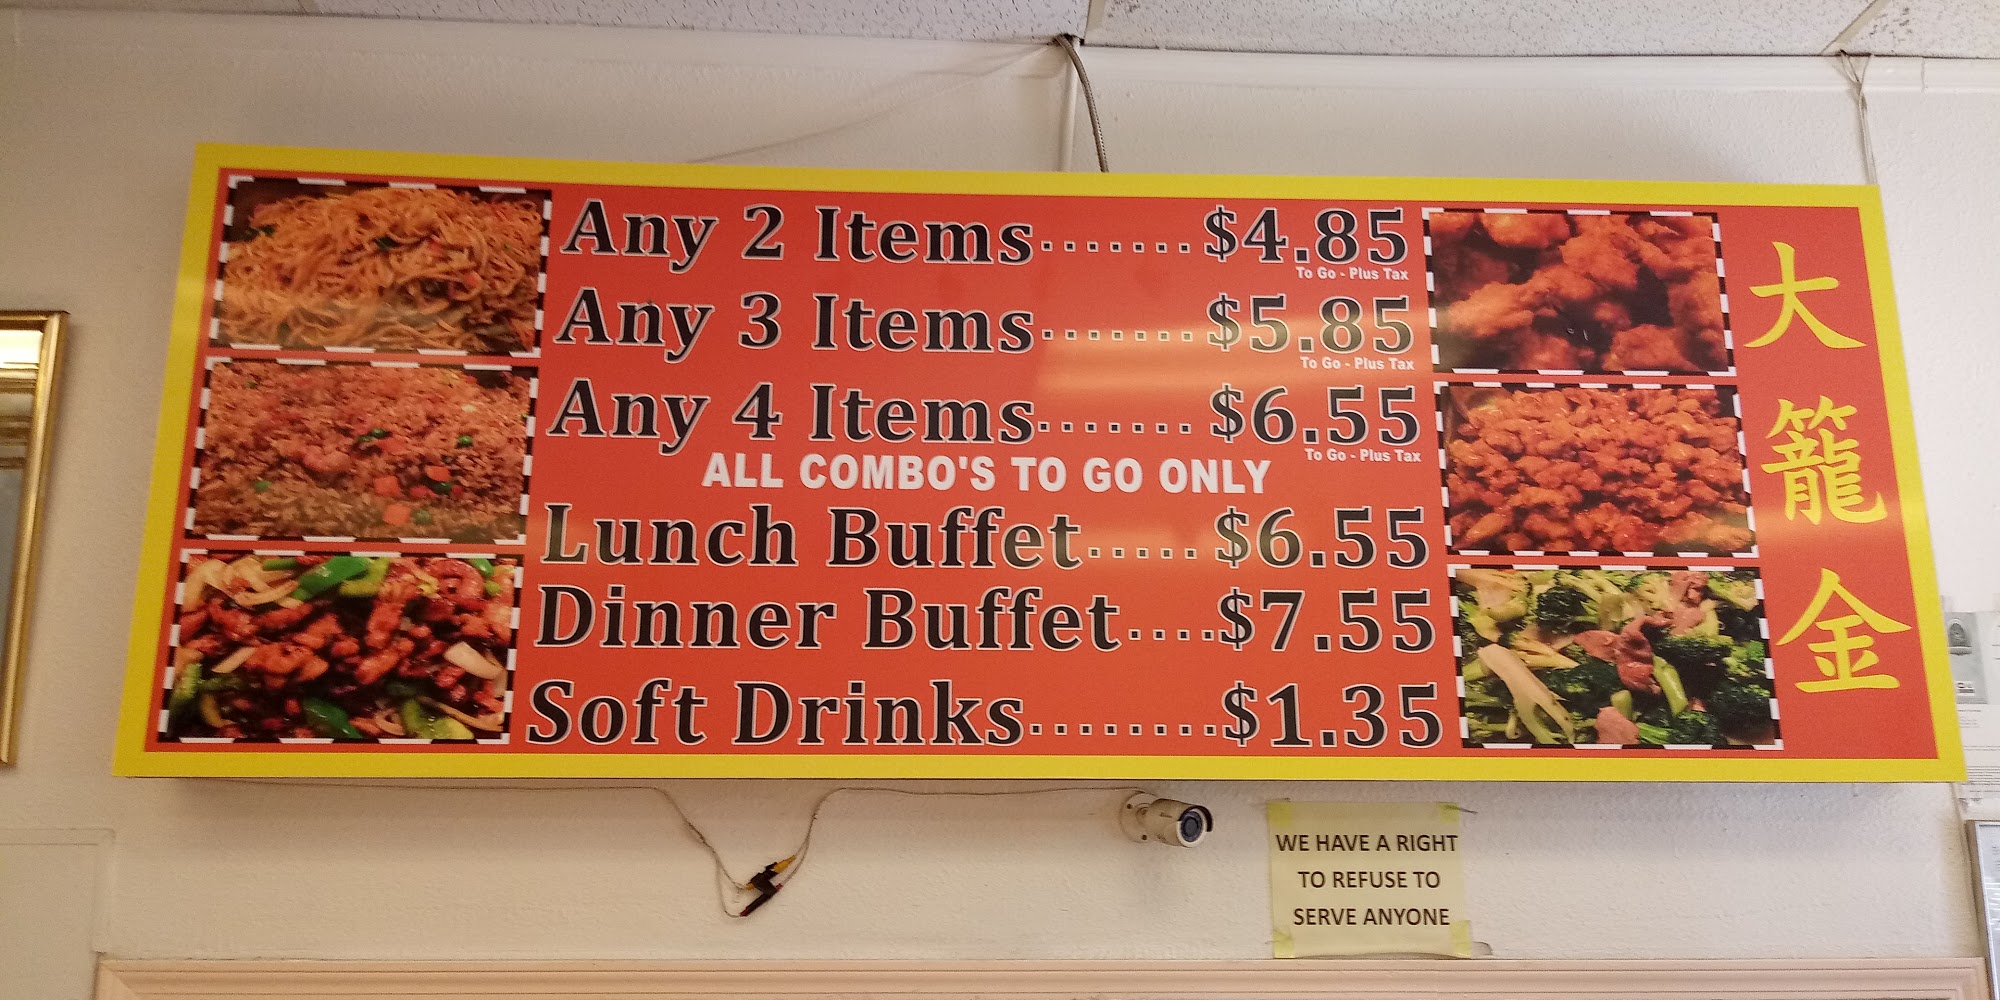 Any 2 Items.......$4.85
To Go - Plus Tax
Any 3 Items.......$5.85
To Go - Plus Tax
Any 4 Items.......$6.55
To Go - Plus Tax
ALL COMBO'S TO GO ONLY
Lunch Buffet.....$6.55
Dinner Buffet....$7.55
Soft Drinks........$1.35
大
籠
金
WE HAVE A RIGHT
TO REFUSE TO
SERVE ANYONE